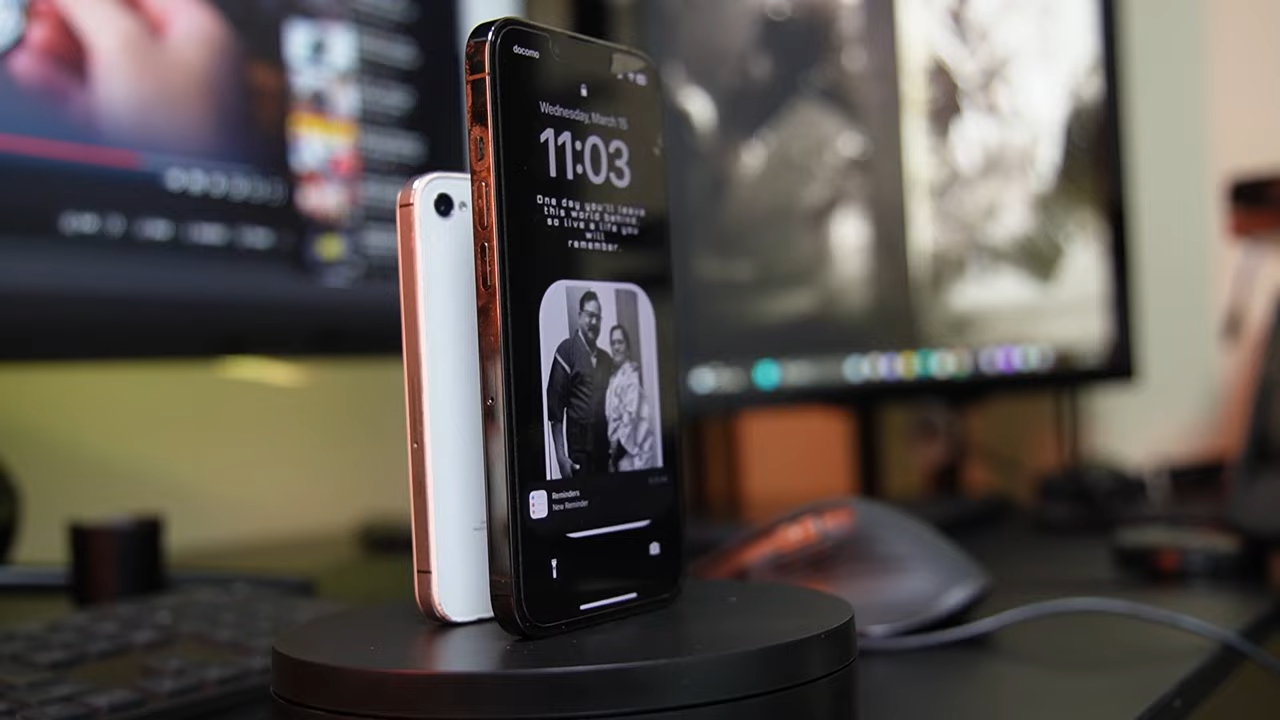 docomo
Wednesday, March 15
11:03
One day you'll leave
this world behind,
so live a life you
will
remember.
Reminders
New Reminder